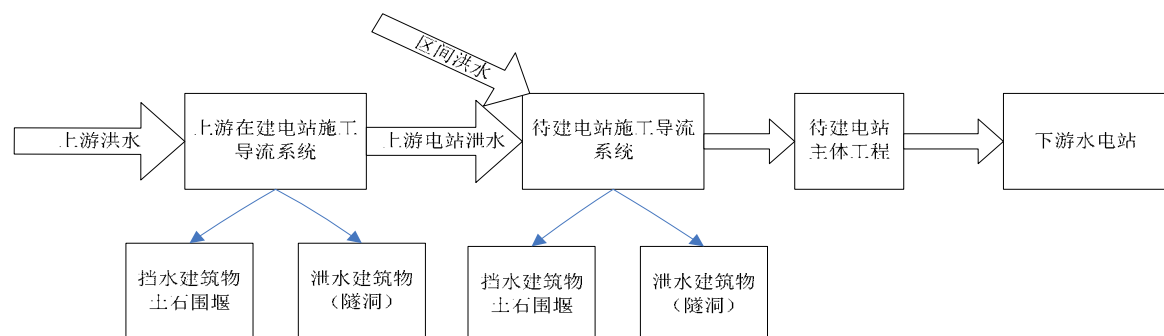 区间洪水
上游洪水
上游在建电站施工
导流系统
上游电站泄水
待建电站施工导流
系统
待建电站
主体工程
下游水电站
挡水建筑物
土石围堰
泄水建筑物
（隧洞）
挡水建筑物
土石围堰
泄水建筑物
（隧洞）